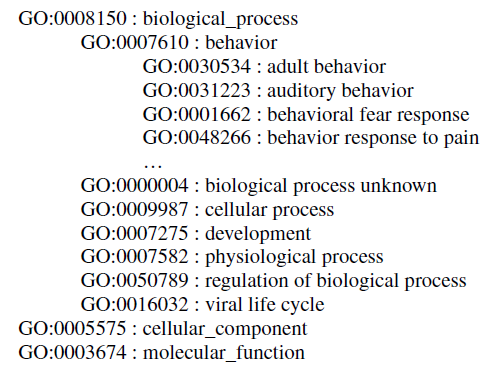 GO:0008150 : biological_process
GO:0007610 : behavior
GO:0030534 : adult behavior
GO:0031223 : auditory behavior
GO:0001662 : behavioral fear response
GO:0048266 : behavior response to pain
…
GO:0000004 : biological process unknown
GO:0009987 : cellular process
GO:0007275 : development
GO:0007582 : physiological process
GO:0050789 : regulation of biological process
GO:0016032 : viral life cycle
GO:0005575 : cellular_component
GO:0003674 : molecular_function